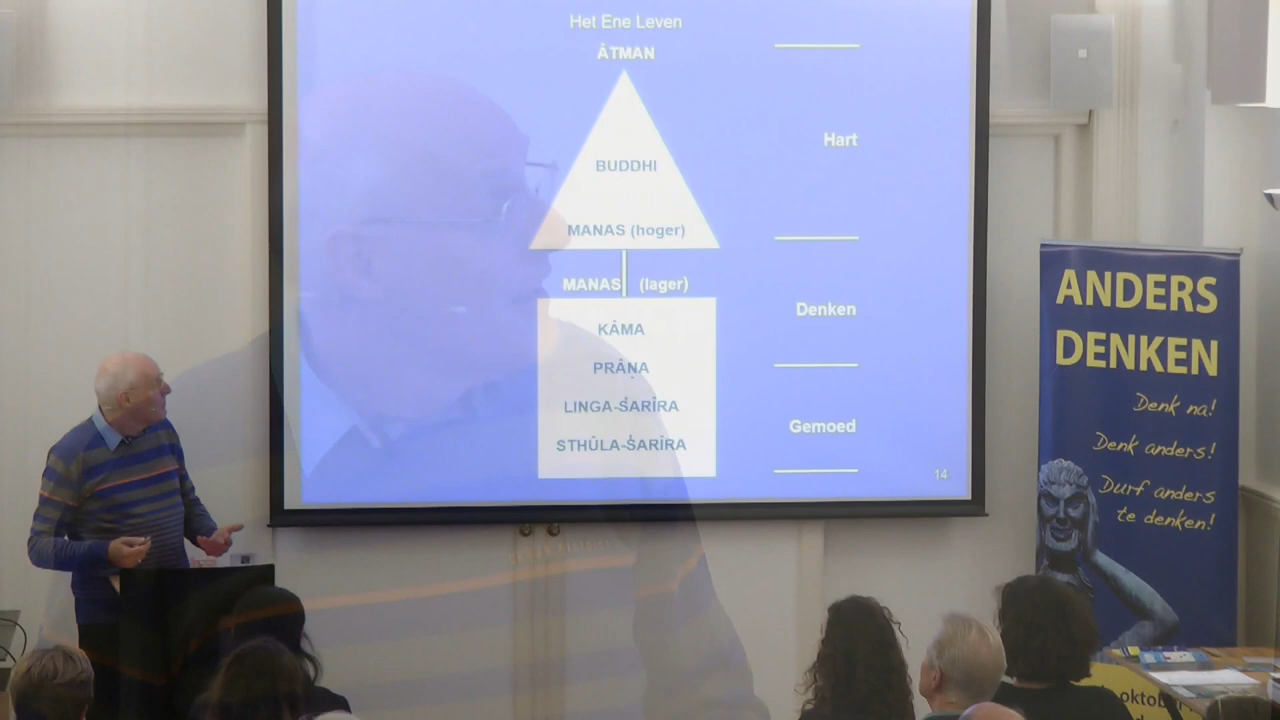 Het Ene Leven
ÂTMAN
BUDDHI
MANAS (hoger)
MANAS (lager)
KÂMA
PRÂṆA
LINGA-ŚARÎRA
STHÛLA-ŚARÎRA
Hart
Denken
Gemoed
14
ANDERS
DENKEN
Denk na!
Denk anders!
Durf anders
te denken!